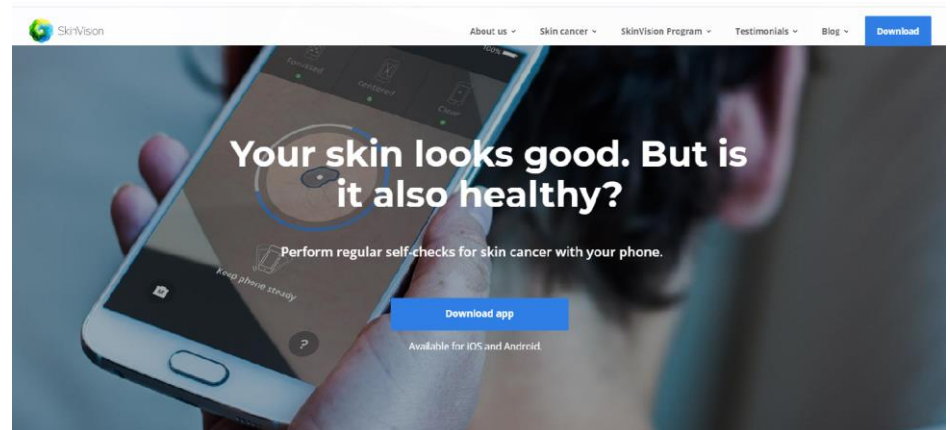 SkinVision
About us
Skin cancer
SkinVision Program
Testimonials
Blog
Download
100%
Focussed
Centered
Clear
Your skin looks good. But is
it also healthy?
Perform regular self-checks for skin cancer with your phone.
Keep phone steady
Download app
M
?
Available for iOS and Android.